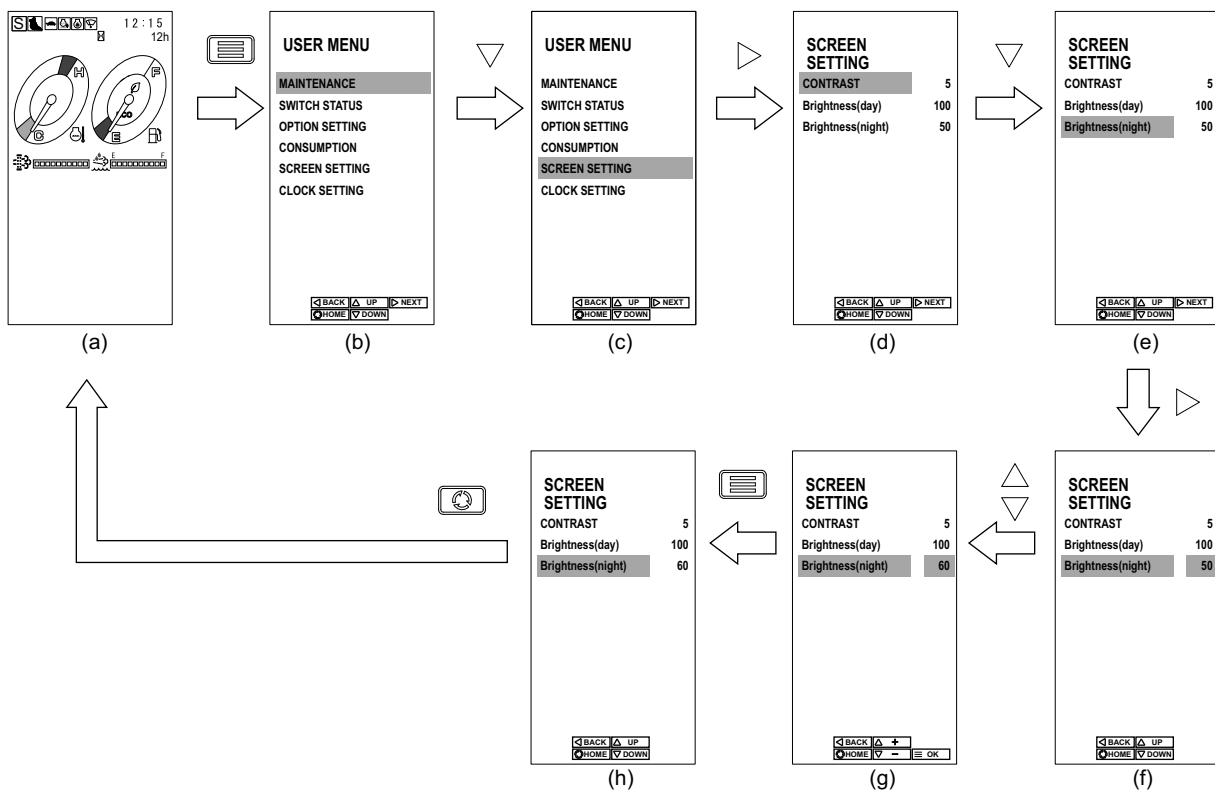 S 12:15
12h
H F
eco
C E
E F
(a)
USER MENU
MAINTENANCE
SWITCH STATUS
OPTION SETTING
CONSUMPTION
SCREEN SETTING
CLOCK SETTING
BACK UP NEXT
HOME DOWN
(b)
USER MENU
MAINTENANCE
SWITCH STATUS
OPTION SETTING
CONSUMPTION
SCREEN SETTING
CLOCK SETTING
BACK UP NEXT
HOME DOWN
(c)
SCREEN
SETTING
CONTRAST 5
Brightness(day) 100
Brightness(night) 50
BACK UP NEXT
HOME DOWN
(d)
SCREEN
SETTING
CONTRAST 5
Brightness(day) 100
Brightness(night) 50
BACK UP NEXT
HOME DOWN
(e)
SCREEN
SETTING
CONTRAST 5
Brightness(day) 100
Brightness(night) 60
BACK UP
HOME DOWN
(h)
SCREEN
SETTING
CONTRAST 5
Brightness(day) 100
Brightness(night) 60
BACK +
HOME − OK
(g)
SCREEN
SETTING
CONTRAST 5
Brightness(day) 100
Brightness(night) 50
BACK UP
HOME DOWN
(f)